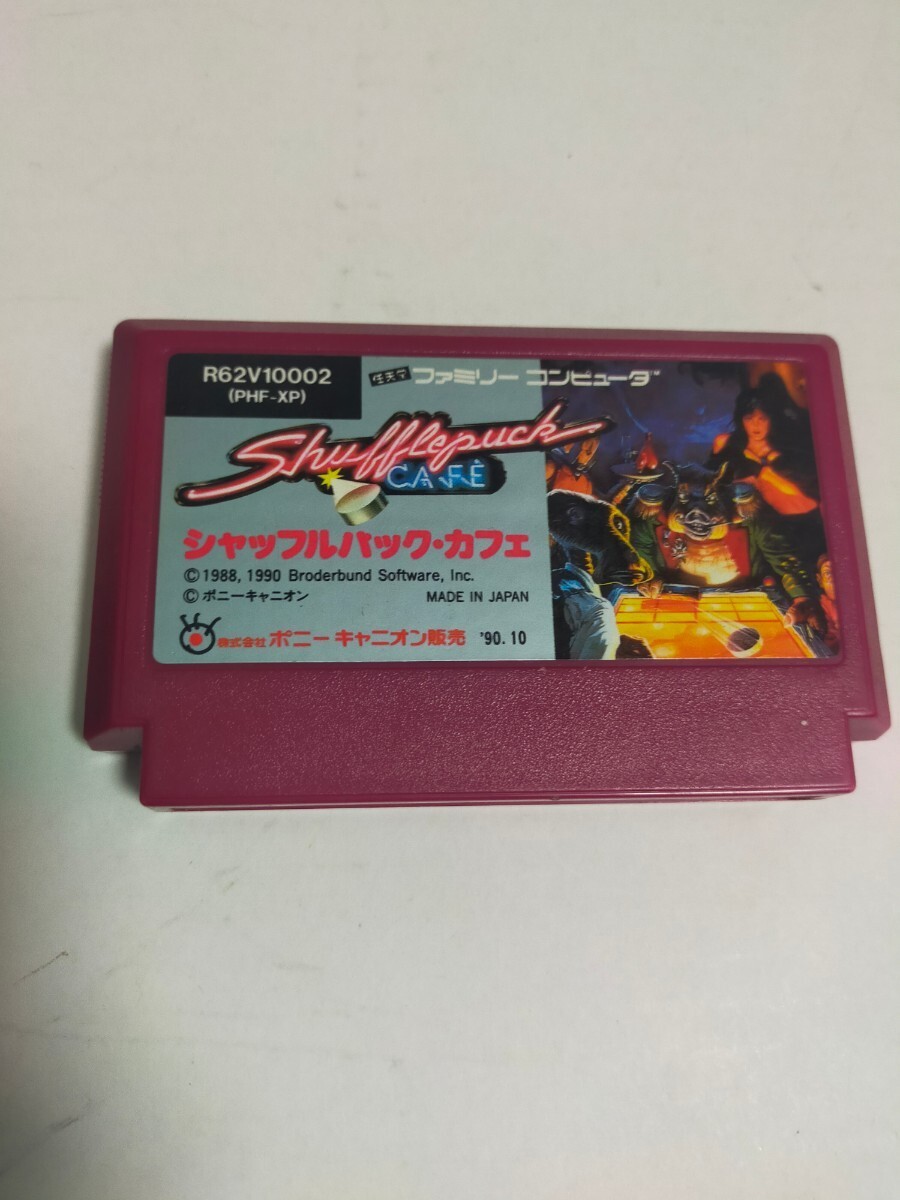 R62V10002
(PHF-XP)
任天堂 ファミリー コンピュータ™
Shufflepuck
CAFÉ
シャッフルパック・カフェ
©1988, 1990 Broderbund Software, Inc.
© ポニーキャニオン MADE IN JAPAN
株式会社 ポニーキャニオン販売 '90.10